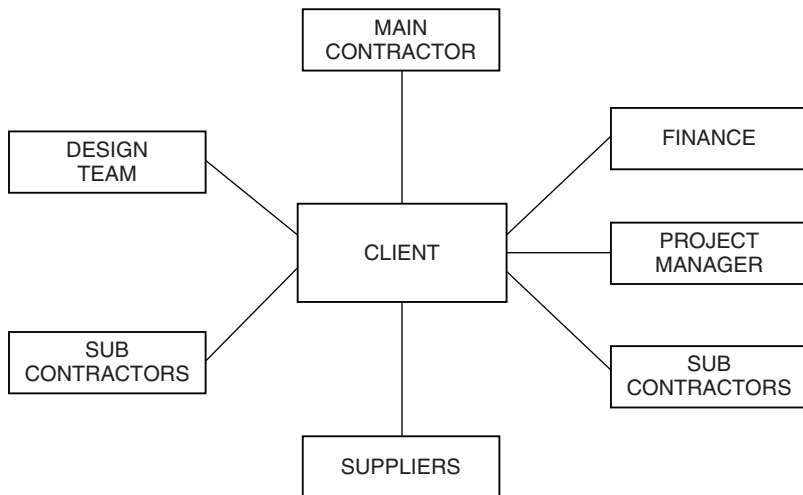 MAIN
CONTRACTOR
DESIGN
TEAM
FINANCE
CLIENT
PROJECT
MANAGER
SUB
CONTRACTORS
SUB
CONTRACTORS
SUPPLIERS